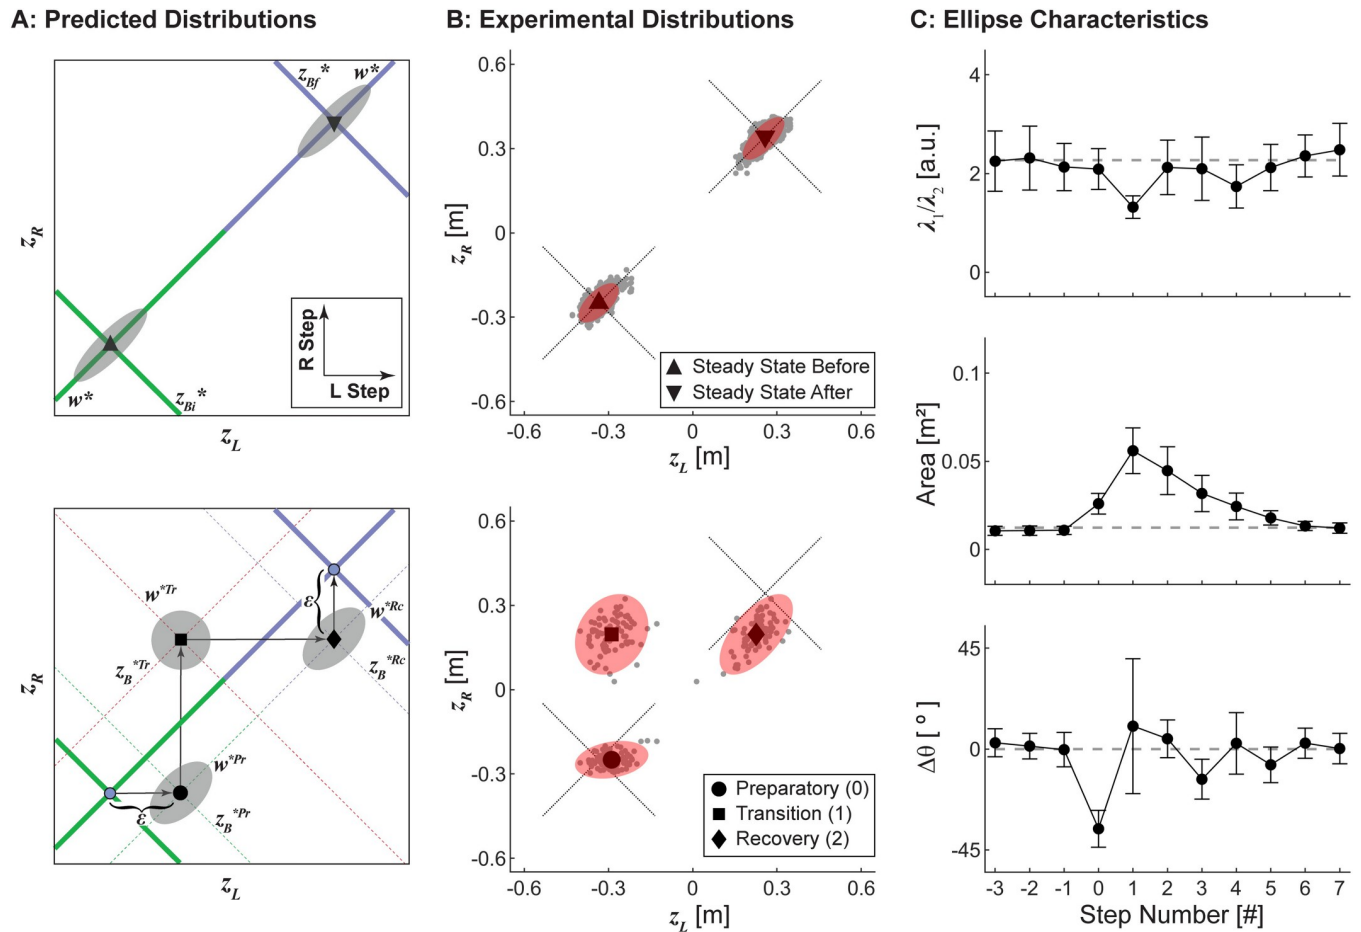 A: Predicted Distributions
z_Bf*
w*
z_R
R Step
L Step
w*
z_Bi*
z_L
w*Tr
ε
w*Rc
z_B*Tr
z_B*Rc
z_R
w*Pr
ε
z_B*Pr
z_L
B: Experimental Distributions
0.6
0.3
0
-0.3
-0.6
z_R [m]
Steady State Before
Steady State After
-0.6 -0.3 0 0.3 0.6
z_L [m]
0.6
0.3
0
-0.3
-0.6
z_R [m]
Preparatory (0)
Transition (1)
Recovery (2)
-0.6 -0.3 0 0.3 0.6
z_L [m]
C: Ellipse Characteristics
4
2
0
λ₁/λ₂ [a.u.]
0.1
0.05
0
Area [m²]
45
0
-45
Δθ [ º ]
-3 -2 -1 0 1 2 3 4 5 6 7
Step Number [#]